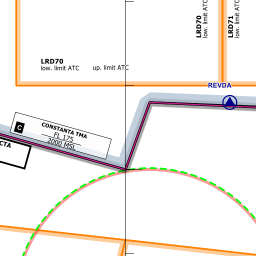 LRD70
low. limit ATC up. limit ATC
LRD70
low. limit ATC
LRD71
low. limit ATC
REVDA
C
CONSTANTA TMA
FL 175
2000 MSL
CTA